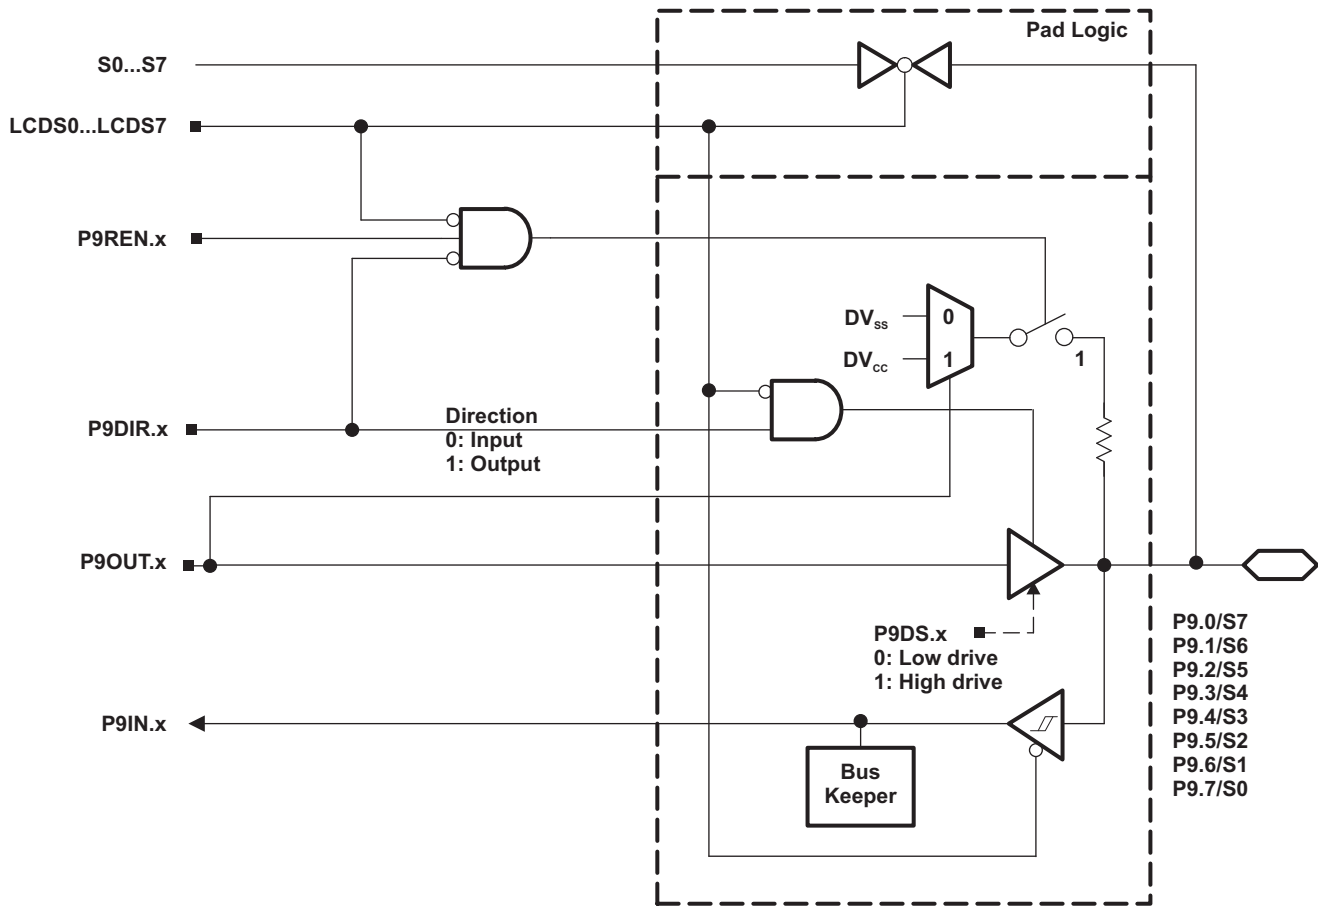 Pad Logic
S0...S7
LCDS0...LCDS7
P9REN.x
DVSS
0
DVCC
1
1
P9DIR.x
Direction
0: Input
1: Output
P9OUT.x
P9DS.x
0: Low drive
1: High drive
P9IN.x
Bus
Keeper
P9.0/S7
P9.1/S6
P9.2/S5
P9.3/S4
P9.4/S3
P9.5/S2
P9.6/S1
P9.7/S0